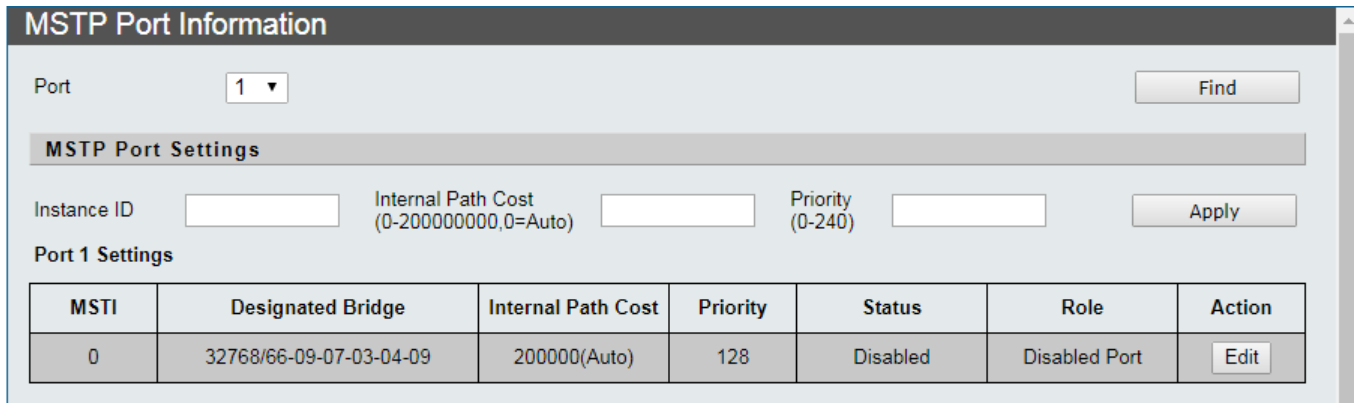 MSTP Port Information
Port 1 Find
MSTP Port Settings
Instance ID Internal Path Cost (0-200000000,0=Auto) Priority (0-240) Apply
Port 1 Settings
MSTI Designated Bridge Internal Path Cost Priority Status Role Action
0 32768/66-09-07-03-04-09 200000(Auto) 128 Disabled Disabled Port Edit